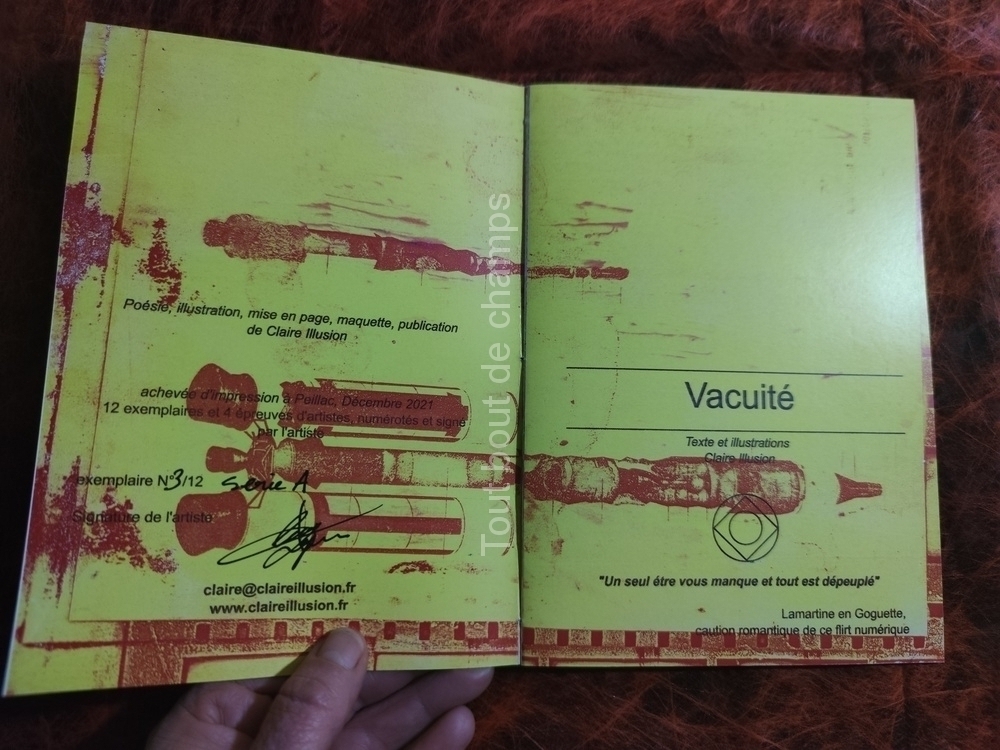 Poésie, illustration, mise en page, maquette, publication
de Claire Illusion
achevée d'impression à Peillac, Décembre 2021
12 exemplaires et 4 épreuves d'artistes, numérotés et signé
par l'artiste
exemplaire N°3/12 Serie A
Signature de l'artiste
claire@claireillusion.fr
www.claireillusion.fr
Tout bout de champs
Vacuité
Texte et illustrations
Claire Illusion
"Un seul étre vous manque et tout est dépeuplé"
Lamartine en Goguette,
caution romantique de ce flirt numérique